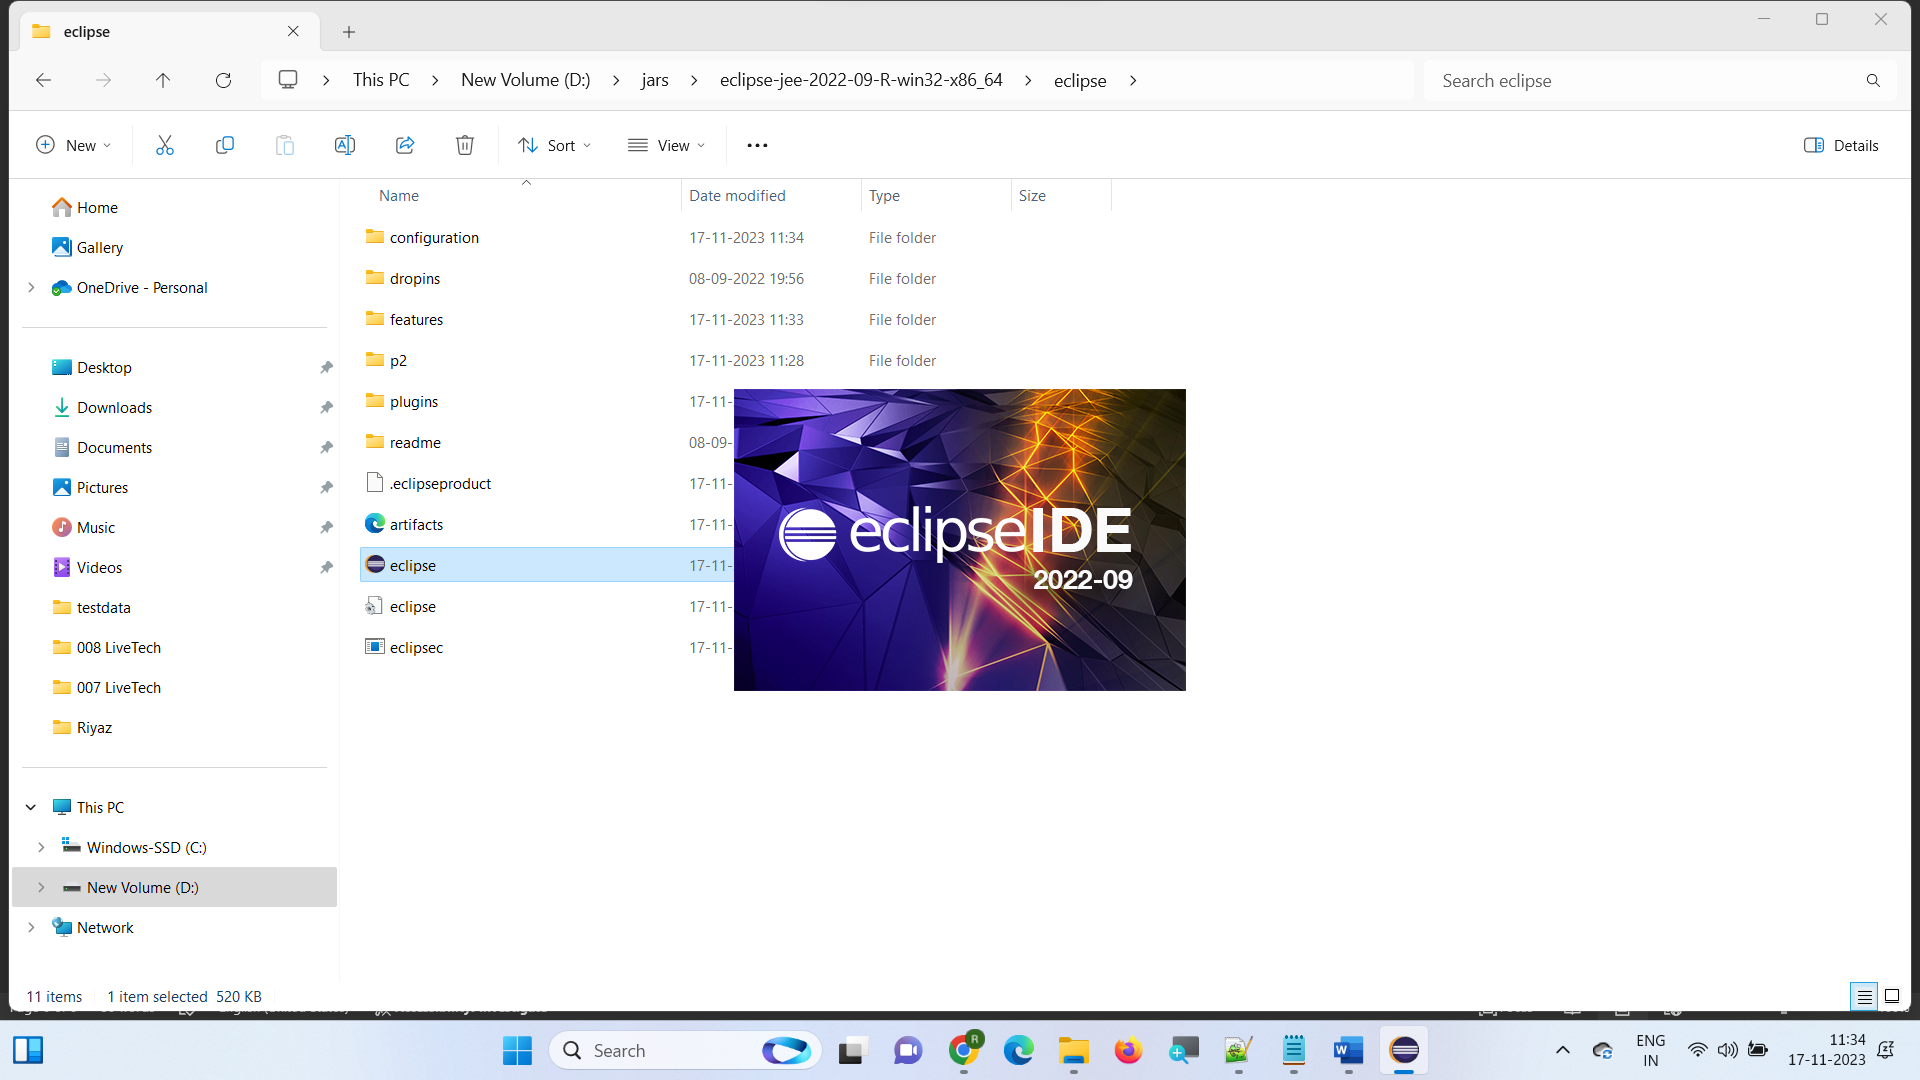 eclipse
This PC > New Volume (D:) > jars > eclipse-jee-2022-09-R-win32-x86_64 > eclipse >
Search eclipse
New
Sort
View
Details
Name Date modified Type Size
Home
Gallery
OneDrive - Personal
Desktop
Downloads
Documents
Pictures
Music
Videos
testdata
008 LiveTech
007 LiveTech
Riyaz
This PC
Windows-SSD (C:)
New Volume (D:)
Network
configuration 17-11-2023 11:34 File folder
dropins 08-09-2022 19:56 File folder
features 17-11-2023 11:33 File folder
p2 17-11-2023 11:28 File folder
plugins 17-11-
readme 08-09-
.eclipseproduct 17-11-
artifacts 17-11-
eclipse 17-11-
eclipse 17-11-
eclipsec 17-11-
eclipseIDE
2022-09
11 items 1 item selected 520 KB
Search
R
ENG
IN
11:34
17-11-2023